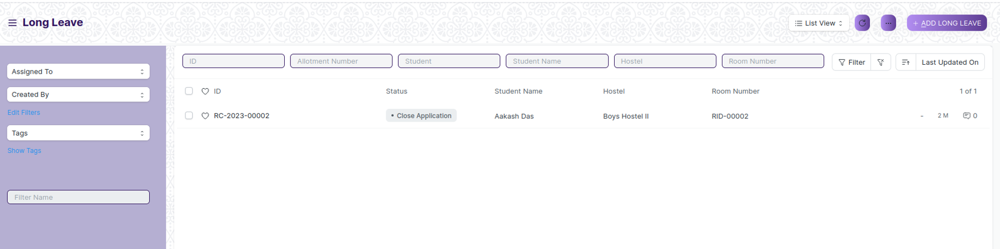 Long Leave
List View
...
+ ADD LONG LEAVE
Assigned To
Created By
Edit Filters
Tags
Show Tags
Filter Name
ID Allotment Number Student Student Name Hostel Room Number Filter Last Updated On
ID Status Student Name Hostel Room Number 1 of 1
RC-2023-00002 • Close Application Aakash Das Boys Hostel II RID-00002 - 2 M 0